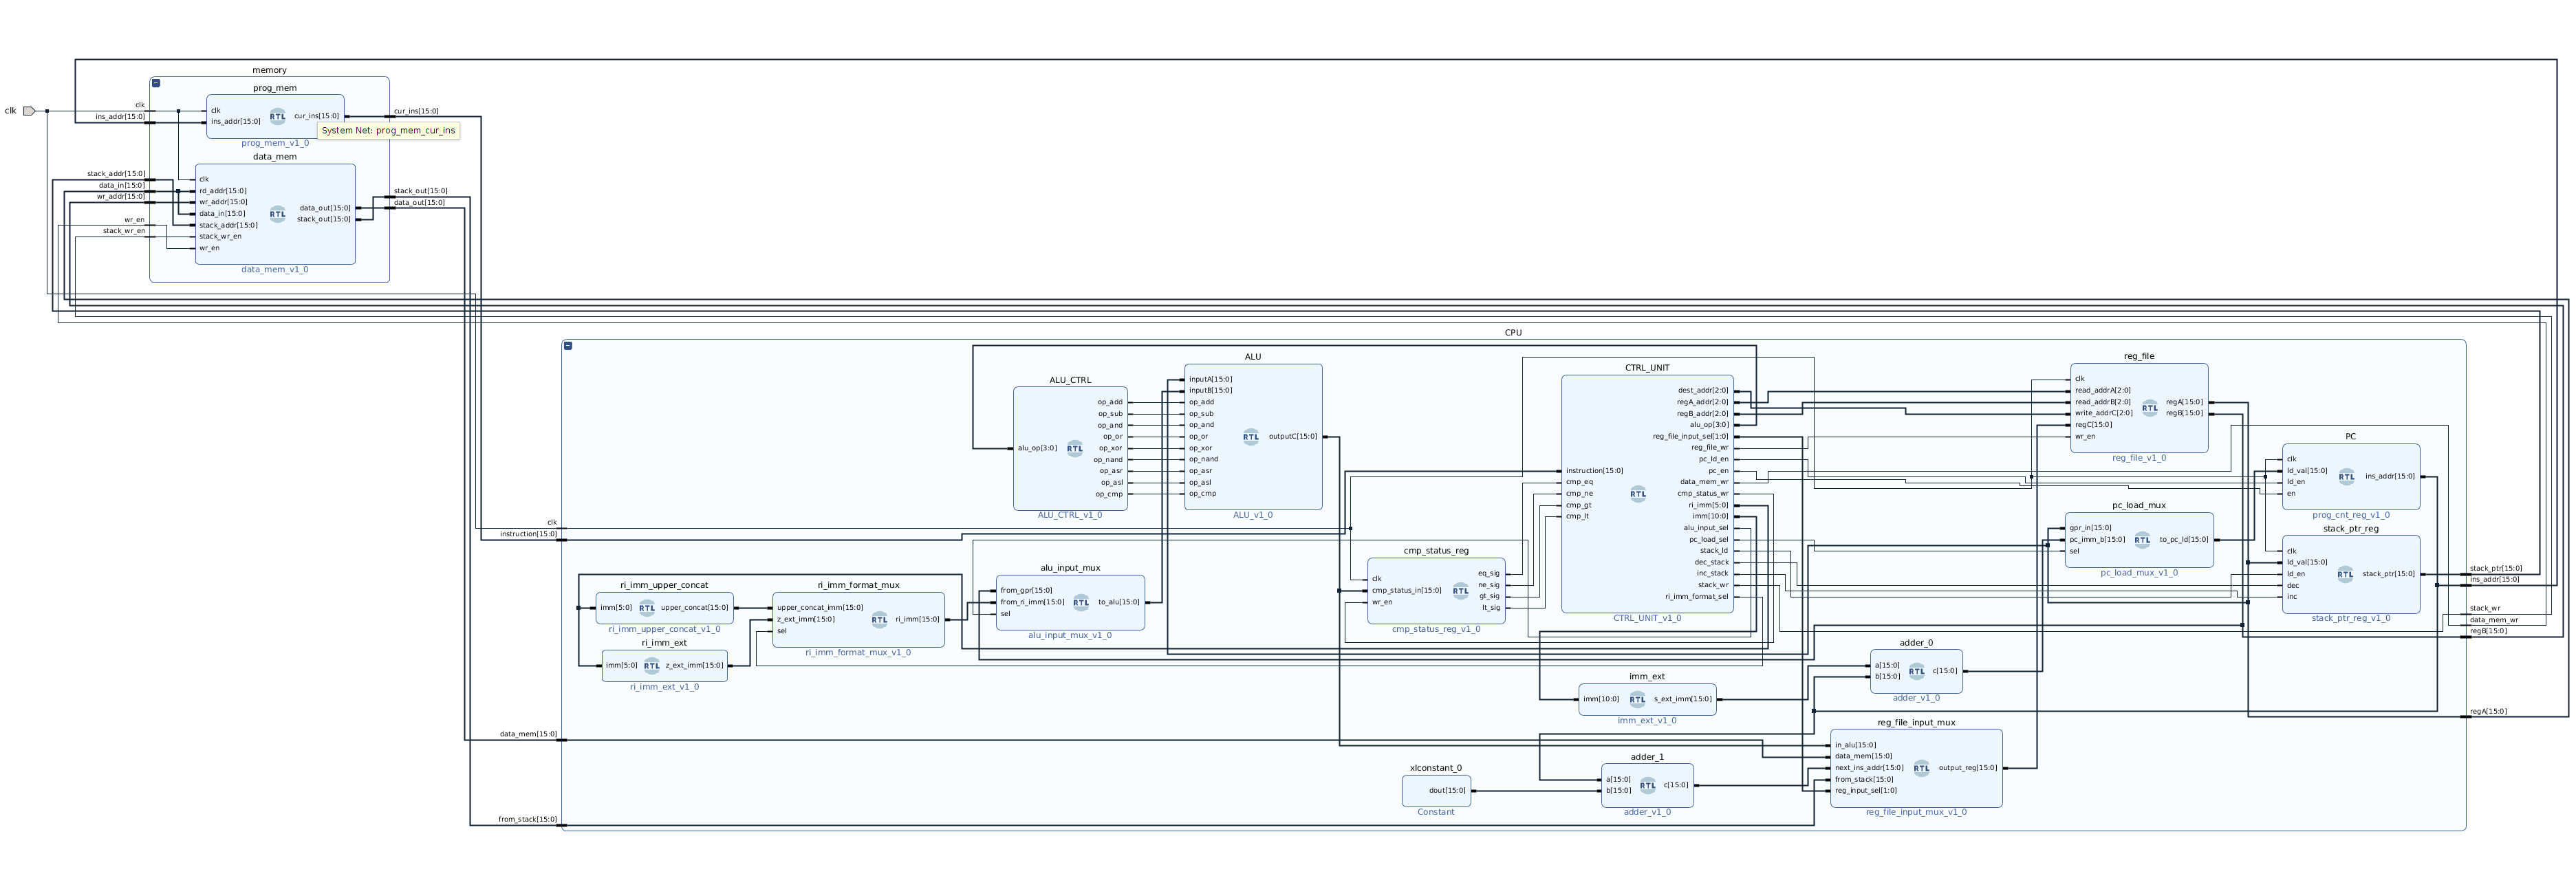 memory
prog_mem
clk
clk
ins_addr[15:0]
clk
ins_addr[15:0]
RTL
cur_ins[15:0]
cur_ins[15:0]
System Net: prog_mem_cur_ins
prog_mem_v1_0
data_mem
stack_addr[15:0]
data_in[15:0]
wr_addr[15:0]
wr_en
stack_wr_en
clk
rd_addr[15:0]
wr_addr[15:0]
data_in[15:0]
stack_addr[15:0]
stack_wr_en
wr_en
RTL
data_out[15:0]
stack_out[15:0]
stack_out[15:0]
data_out[15:0]
data_mem_v1_0
CPU
clk
instruction[15:0]
data_mem[15:0]
from_stack[15:0]
ri_imm_upper_concat
imm[5:0]
RTL
upper_concat[15:0]
ri_imm_upper_concat_v1_0
ri_imm_ext
imm[5:0]
RTL
z_ext_imm[15:0]
ri_imm_ext_v1_0
ri_imm_format_mux
upper_concat_imm[15:0]
z_ext_imm[15:0]
sel
RTL
ri_imm[15:0]
ri_imm_format_mux_v1_0
ALU_CTRL
alu_op[3:0]
RTL
op_add
op_sub
op_and
op_or
op_xor
op_nand
op_asr
op_asl
op_cmp
ALU_CTRL_v1_0
alu_input_mux
from_gpr[15:0]
from_ri_imm[15:0]
sel
RTL
to_alu[15:0]
alu_input_mux_v1_0
ALU
inputA[15:0]
inputB[15:0]
op_add
op_sub
op_and
op_or
op_xor
op_nand
op_asr
op_asl
op_cmp
RTL
outputC[15:0]
ALU_v1_0
cmp_status_reg
clk
cmp_status_in[15:0]
wr_en
RTL
eq_sig
ne_sig
gt_sig
lt_sig
cmp_status_reg_v1_0
CTRL_UNIT
instruction[15:0]
cmp_eq
cmp_ne
cmp_gt
cmp_lt
RTL
dest_addr[2:0]
regA_addr[2:0]
regB_addr[2:0]
alu_op[3:0]
reg_file_input_sel[1:0]
reg_file_wr
pc_ld_en
pc_en
data_mem_wr
cmp_status_wr
ri_imm[5:0]
imm[10:0]
alu_input_sel
pc_load_sel
stack_ld
dec_stack
inc_stack
stack_wr
ri_imm_format_sel
CTRL_UNIT_v1_0
imm_ext
imm[10:0]
RTL
s_ext_imm[15:0]
imm_ext_v1_0
xlconstant_0
dout[15:0]
Constant
adder_1
a[15:0]
b[15:0]
RTL
c[15:0]
adder_v1_0
adder_0
a[15:0]
b[15:0]
RTL
c[15:0]
adder_v1_0
reg_file_input_mux
in_alu[15:0]
data_mem[15:0]
next_ins_addr[15:0]
from_stack[15:0]
reg_input_sel[1:0]
RTL
output_reg[15:0]
reg_file_input_mux_v1_0
reg_file
clk
read_addrA[2:0]
read_addrB[2:0]
write_addrC[2:0]
regC[15:0]
wr_en
RTL
regA[15:0]
regB[15:0]
reg_file_v1_0
pc_load_mux
gpr_in[15:0]
pc_imm_b[15:0]
sel
RTL
to_pc_ld[15:0]
pc_load_mux_v1_0
PC
clk
ld_val[15:0]
ld_en
en
RTL
ins_addr[15:0]
prog_cnt_reg_v1_0
stack_ptr_reg
clk
ld_val[15:0]
ld_en
dec
inc
RTL
stack_ptr[15:0]
stack_ptr_reg_v1_0
stack_ptr[15:0]
ins_addr[15:0]
stack_wr
data_mem_wr
regB[15:0]
regA[15:0]